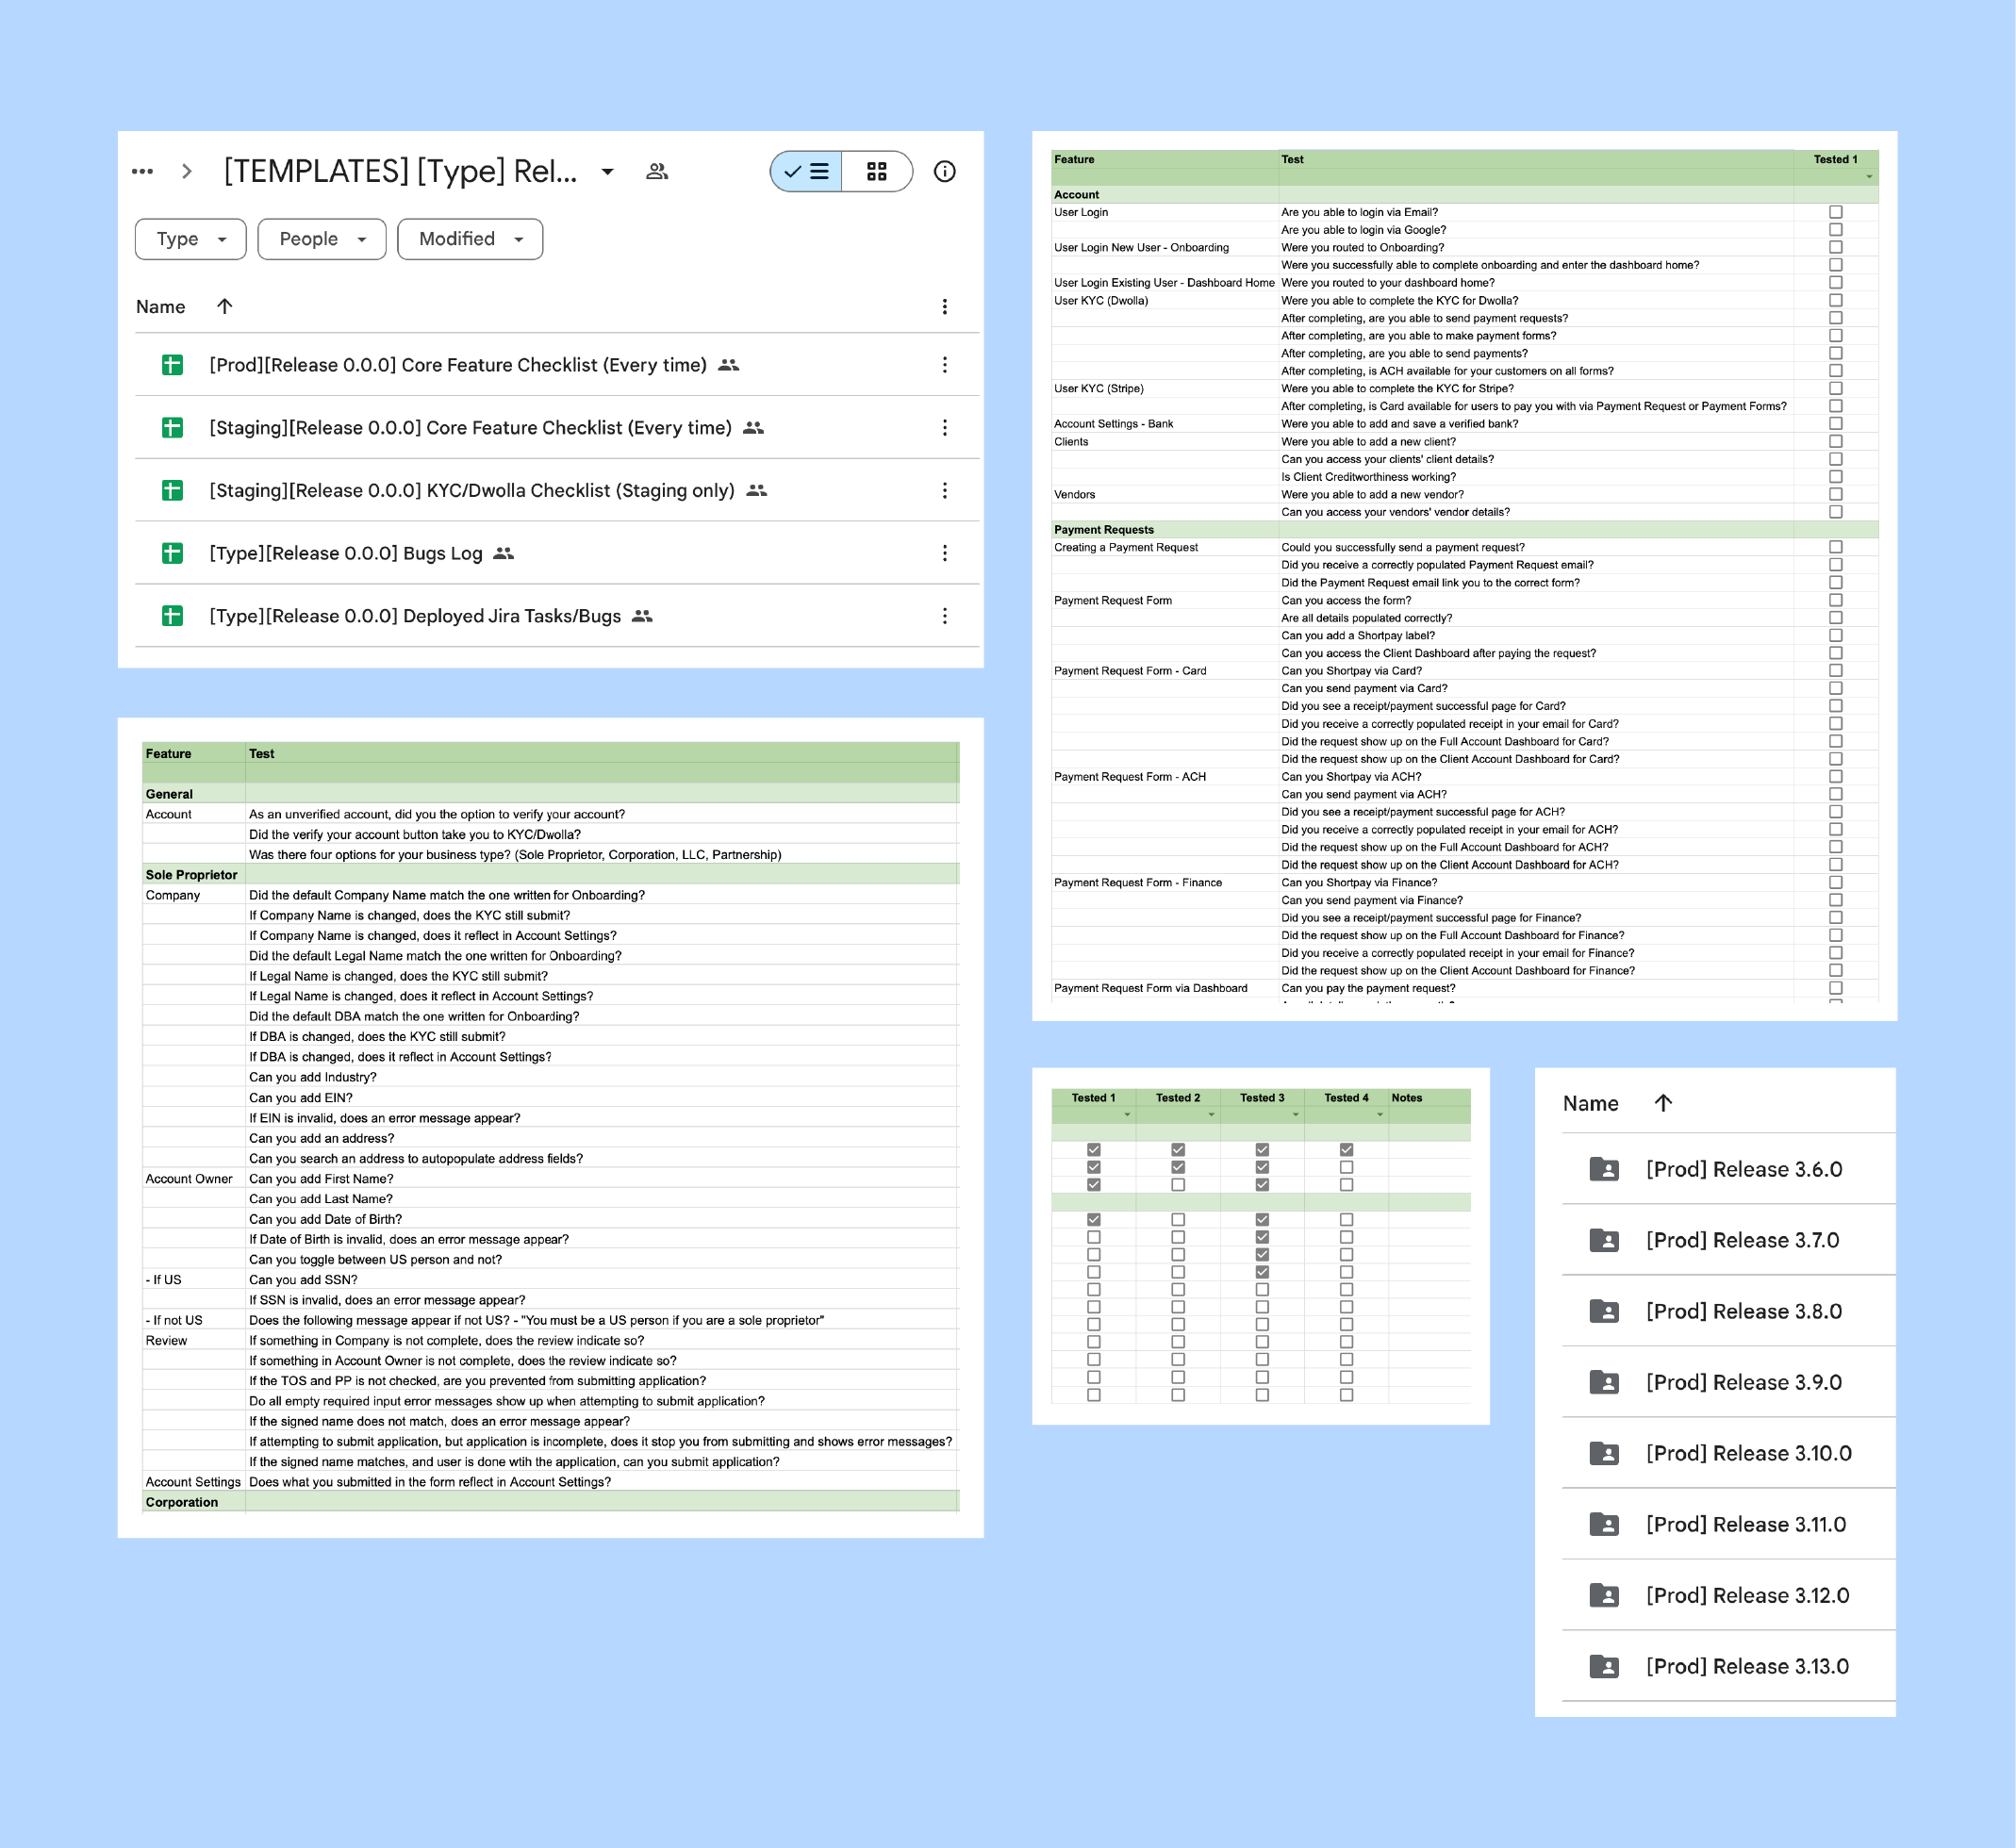 [TEMPLATES] [Type] Rel...
Type People Modified
Name
[Prod][Release 0.0.0] Core Feature Checklist (Every time)
[Staging][Release 0.0.0] Core Feature Checklist (Every time)
[Staging][Release 0.0.0] KYC/Dwolla Checklist (Staging only)
[Type][Release 0.0.0] Bugs Log
[Type][Release 0.0.0] Deployed Jira Tasks/Bugs
Feature Test
General
Account As an unverified account, did you the option to verify your account?
Did the verify your account button take you to KYC/Dwolla?
Was there four options for your business type? (Sole Proprietor, Corporation, LLC, Partnership)
Sole Proprietor
Company Did the default Company Name match the one written for Onboarding?
If Company Name is changed, does the KYC still submit?
If Company Name is changed, does it reflect in Account Settings?
Did the default Legal Name match the one written for Onboarding?
If Legal Name is changed, does the KYC still submit?
If Legal Name is changed, does it reflect in Account Settings?
Did the default DBA match the one written for Onboarding?
If DBA is changed, does the KYC still submit?
If DBA is changed, does it reflect in Account Settings?
Can you add Industry?
Can you add EIN?
If EIN is invalid, does an error message appear?
Can you add an address?
Can you search an address to autopopulate address fields?
Account Owner Can you add First Name?
Can you add Last Name?
Can you add Date of Birth?
If Date of Birth is invalid, does an error message appear?
Can you toggle between US person and not?
- If US Can you add SSN?
If SSN is invalid, does an error message appear?
- If not US Does the following message appear if not US? - "You must be a US person if you are a sole proprietor"
Review If something in Company is not complete, does the review indicate so?
If something in Account Owner is not complete, does the review indicate so?
If the TOS and PP is not checked, are you prevented from submitting application?
Do all empty required input error messages show up when attempting to submit application?
If the signed name does not match, does an error message appear?
If attempting to submit application, but application is incomplete, does it stop you from submitting and shows error messages?
If the signed name matches, and user is done wtih the application, can you submit application?
Account Settings Does what you submitted in the form reflect in Account Settings?
Corporation
Feature Test Tested 1
Account
User Login Are you able to login via Email?
Are you able to login via Google?
User Login New User - Onboarding Were you routed to Onboarding?
Were you successfully able to complete onboarding and enter the dashboard home?
User Login Existing User - Dashboard Home Were you routed to your dashboard home?
User KYC (Dwolla) Were you able to complete the KYC for Dwolla?
After completing, are you able to send payment requests?
After completing, are you able to make payment forms?
After completing, are you able to send payments?
After completing, is ACH available for your customers on all forms?
User KYC (Stripe) Were you able to complete the KYC for Stripe?
After completing, is Card available for users to pay you with via Payment Request or Payment Forms?
Account Settings - Bank Were you able to add and save a verified bank?
Clients Were you able to add a new client?
Can you access your clients' client details?
Is Client Creditworthiness working?
Vendors Were you able to add a new vendor?
Can you access your vendors' vendor details?
Payment Requests
Creating a Payment Request Could you successfully send a payment request?
Did you receive a correctly populated Payment Request email?
Did the Payment Request email link you to the correct form?
Payment Request Form Can you access the form?
Are all details populated correctly?
Can you add a Shortpay label?
Can you access the Client Dashboard after paying the request?
Payment Request Form - Card Can you Shortpay via Card?
Can you send payment via Card?
Did you see a receipt/payment successful page for Card?
Did you receive a correctly populated receipt in your email for Card?
Did the request show up on the Full Account Dashboard for Card?
Did the request show up on the Client Account Dashboard for Card?
Payment Request Form - ACH Can you Shortpay via ACH?
Can you send payment via ACH?
Did you see a receipt/payment successful page for ACH?
Did you receive a correctly populated receipt in your email for ACH?
Did the request show up on the Full Account Dashboard for ACH?
Did the request show up on the Client Account Dashboard for ACH?
Payment Request Form - Finance Can you Shortpay via Finance?
Can you send payment via Finance?
Did you see a receipt/payment successful page for Finance?
Did the request show up on the Full Account Dashboard for Finance?
Did you receive a correctly populated receipt in your email for Finance?
Did the request show up on the Client Account Dashboard for Finance?
Payment Request Form via Dashboard Can you pay the payment request?
Tested 1 Tested 2 Tested 3 Tested 4 Notes
Name
[Prod] Release 3.6.0
[Prod] Release 3.7.0
[Prod] Release 3.8.0
[Prod] Release 3.9.0
[Prod] Release 3.10.0
[Prod] Release 3.11.0
[Prod] Release 3.12.0
[Prod] Release 3.13.0